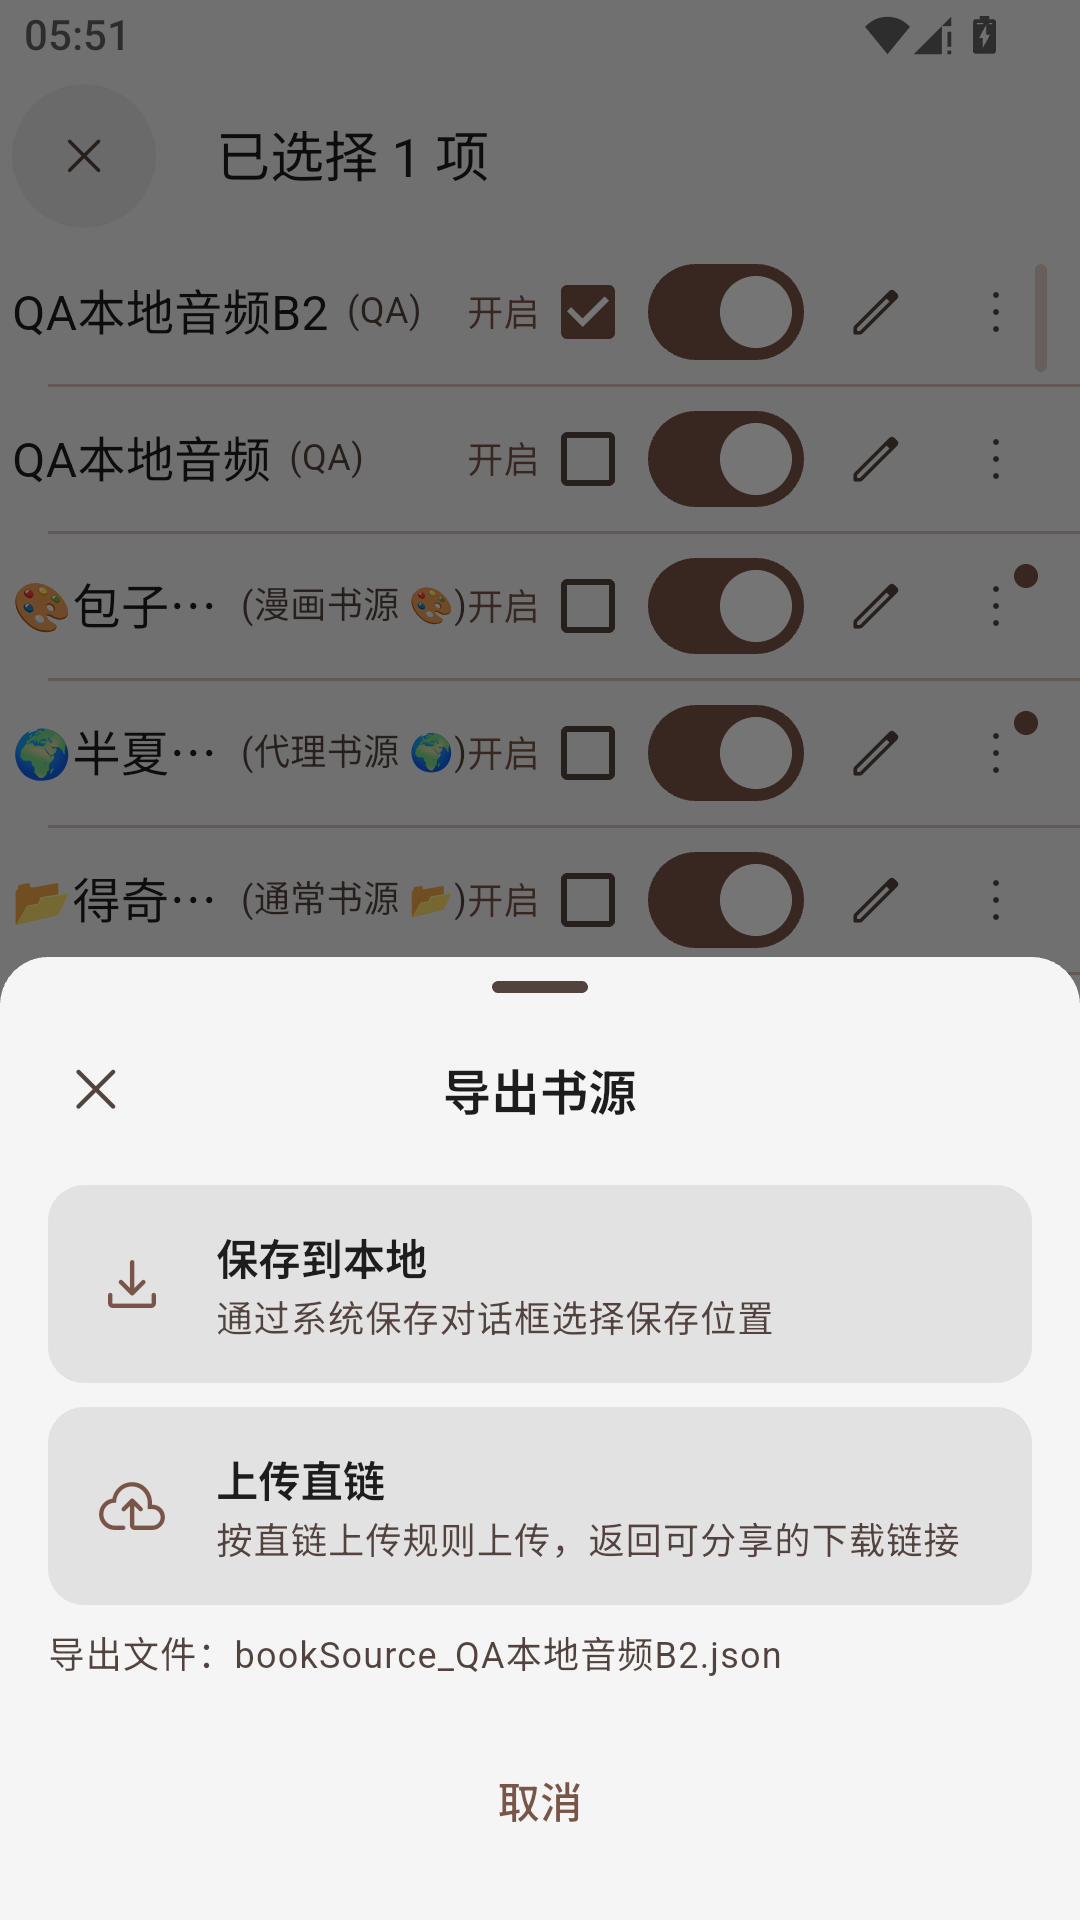 05:51
已选择 1 项
QA本地音频B2 (QA) 开启
QA本地音频 (QA) 开启
🎨包子… (漫画书源 🎨)开启
🌍半夏… (代理书源 🌍)开启
📂得奇… (通常书源 📂)开启
导出书源
保存到本地
通过系统保存对话框选择保存位置
上传直链
按直链上传规则上传，返回可分享的下载链接
导出文件：bookSource_QA本地音频B2.json
取消